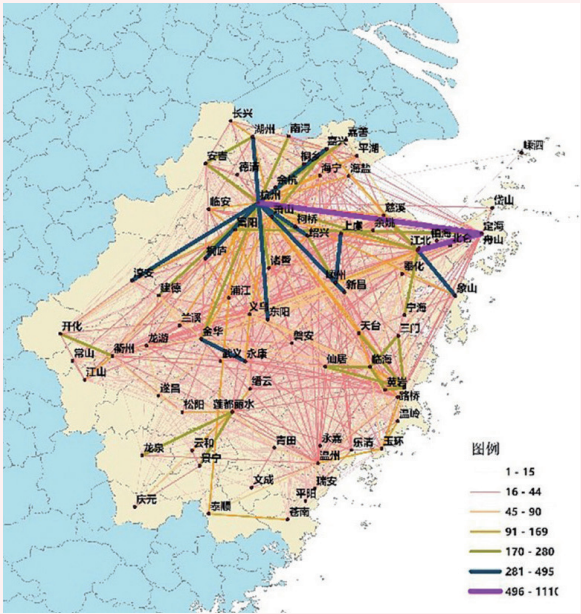 长兴
湖州
南浔
嘉善
嘉兴
平湖
桐乡
安吉
德清
海宁
海盐
余杭
嵊泗
临安
杭州
萧山
慈溪
岱山
富阳
柯桥
上虞
余姚
定海
绍兴
江北
镇海
北仑
舟山
桐庐
诸暨
奉化
淳安
嵊州
新昌
象山
建德
浦江
义乌
东阳
宁海
兰溪
天台
三门
开化
龙游
金华
磐安
常山
衢州
武义
永康
仙居
临海
江山
黄岩
遂昌
缙云
路桥
松阳
莲都丽水
温岭
龙泉
云和
青田
永嘉
乐清
玉环
景宁
温州
文成
瑞安
庆元
平阳
泰顺
苍南
图例
1 - 15
16 - 44
45 - 90
91 - 169
170 - 280
281 - 495
496 - 111